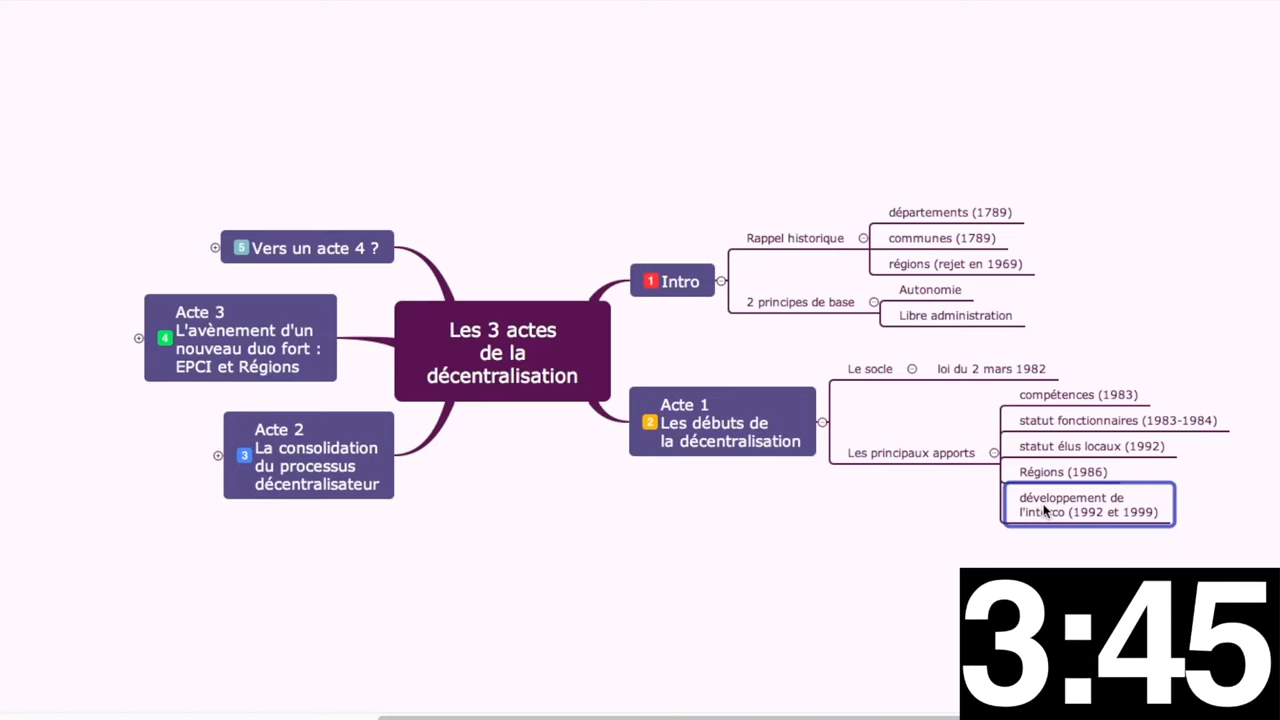 Les 3 actes
de la
décentralisation
1 Intro
Rappel historique
départements (1789)
communes (1789)
régions (rejet en 1969)
2 principes de base
Autonomie
Libre administration
2
Acte 1
Les débuts de
la décentralisation
Le socle
loi du 2 mars 1982
Les principaux apports
compétences (1983)
statut fonctionnaires (1983-1984)
statut élus locaux (1992)
Régions (1986)
développement de
l'interco (1992 et 1999)
3
Acte 2
La consolidation
du processus
décentralisateur
4
Acte 3
L'avènement d'un
nouveau duo fort :
EPCI et Régions
5 Vers un acte 4 ?
3:45